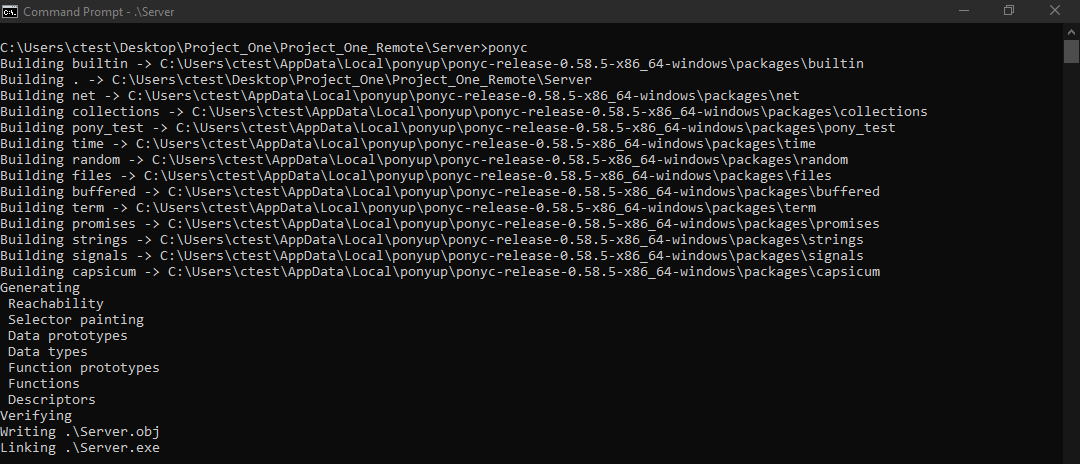 Command Prompt - .\Server
C:\Users\ctest\Desktop\Project_One\Project_One_Remote\Server>ponyc
Building builtin -> C:\Users\ctest\AppData\Local\ponyup\ponyc-release-0.58.5-x86_64-windows\packages\builtin
Building . -> C:\Users\ctest\Desktop\Project_One\Project_One_Remote\Server
Building net -> C:\Users\ctest\AppData\Local\ponyup\ponyc-release-0.58.5-x86_64-windows\packages\net
Building collections -> C:\Users\ctest\AppData\Local\ponyup\ponyc-release-0.58.5-x86_64-windows\packages\collections
Building pony_test -> C:\Users\ctest\AppData\Local\ponyup\ponyc-release-0.58.5-x86_64-windows\packages\pony_test
Building time -> C:\Users\ctest\AppData\Local\ponyup\ponyc-release-0.58.5-x86_64-windows\packages\time
Building random -> C:\Users\ctest\AppData\Local\ponyup\ponyc-release-0.58.5-x86_64-windows\packages\random
Building files -> C:\Users\ctest\AppData\Local\ponyup\ponyc-release-0.58.5-x86_64-windows\packages\files
Building buffered -> C:\Users\ctest\AppData\Local\ponyup\ponyc-release-0.58.5-x86_64-windows\packages\buffered
Building term -> C:\Users\ctest\AppData\Local\ponyup\ponyc-release-0.58.5-x86_64-windows\packages\term
Building promises -> C:\Users\ctest\AppData\Local\ponyup\ponyc-release-0.58.5-x86_64-windows\packages\promises
Building strings -> C:\Users\ctest\AppData\Local\ponyup\ponyc-release-0.58.5-x86_64-windows\packages\strings
Building signals -> C:\Users\ctest\AppData\Local\ponyup\ponyc-release-0.58.5-x86_64-windows\packages\signals
Building capsicum -> C:\Users\ctest\AppData\Local\ponyup\ponyc-release-0.58.5-x86_64-windows\packages\capsicum
Generating
 Reachability
 Selector painting
 Data prototypes
 Data types
 Function prototypes
 Functions
 Descriptors
Verifying
Writing .\Server.obj
Linking .\Server.exe